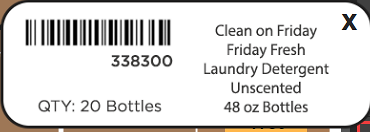 338300
QTY: 20 Bottles
X
Clean on Friday
Friday Fresh
Laundry Detergent
Unscented
48 oz Bottles